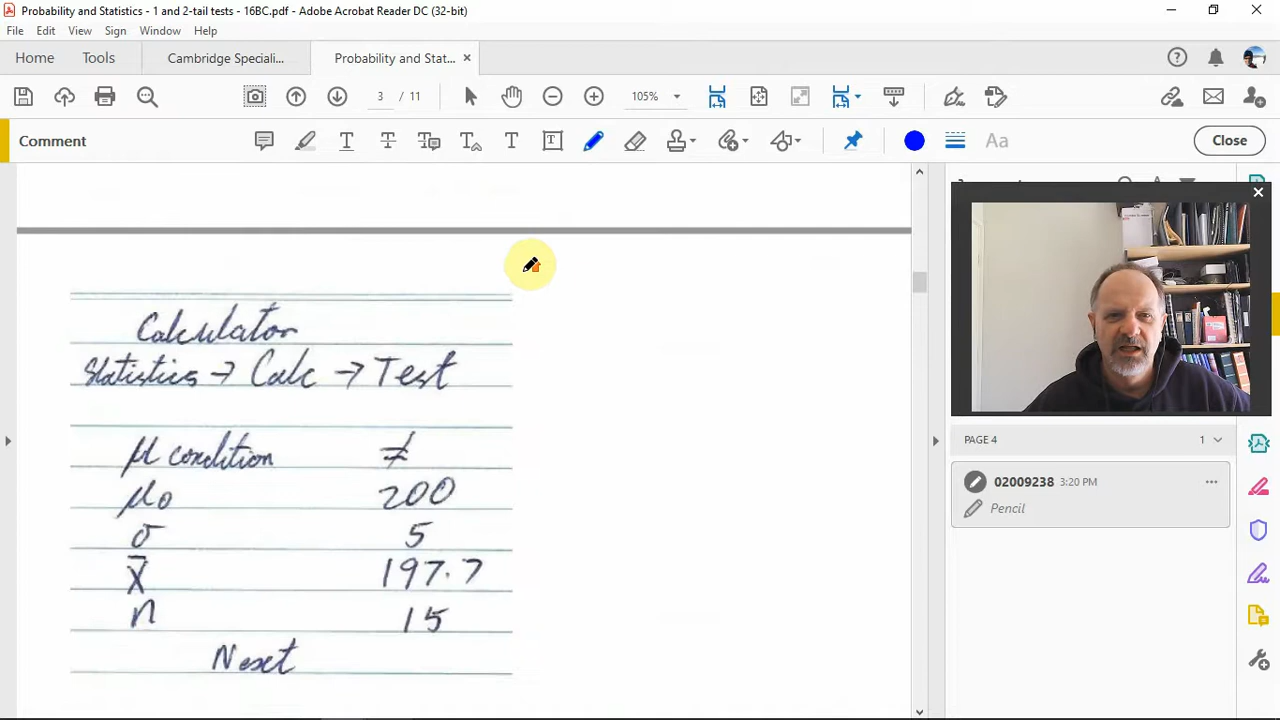 Probability and Statistics - 1 and 2-tail tests - 16BC.pdf - Adobe Acrobat Reader DC (32-bit)
File Edit View Sign Window Help
Home Tools Cambridge Speciali... Probability and Stat... ×
3 / 11 105%
Comment Aa Close
Calculator
Statistics → Calc → Test
μ condition ≠
μ0 200
σ 5
x̄ 197.7
n 15
Next
PAGE 4 1
02009238 3:20 PM
Pencil